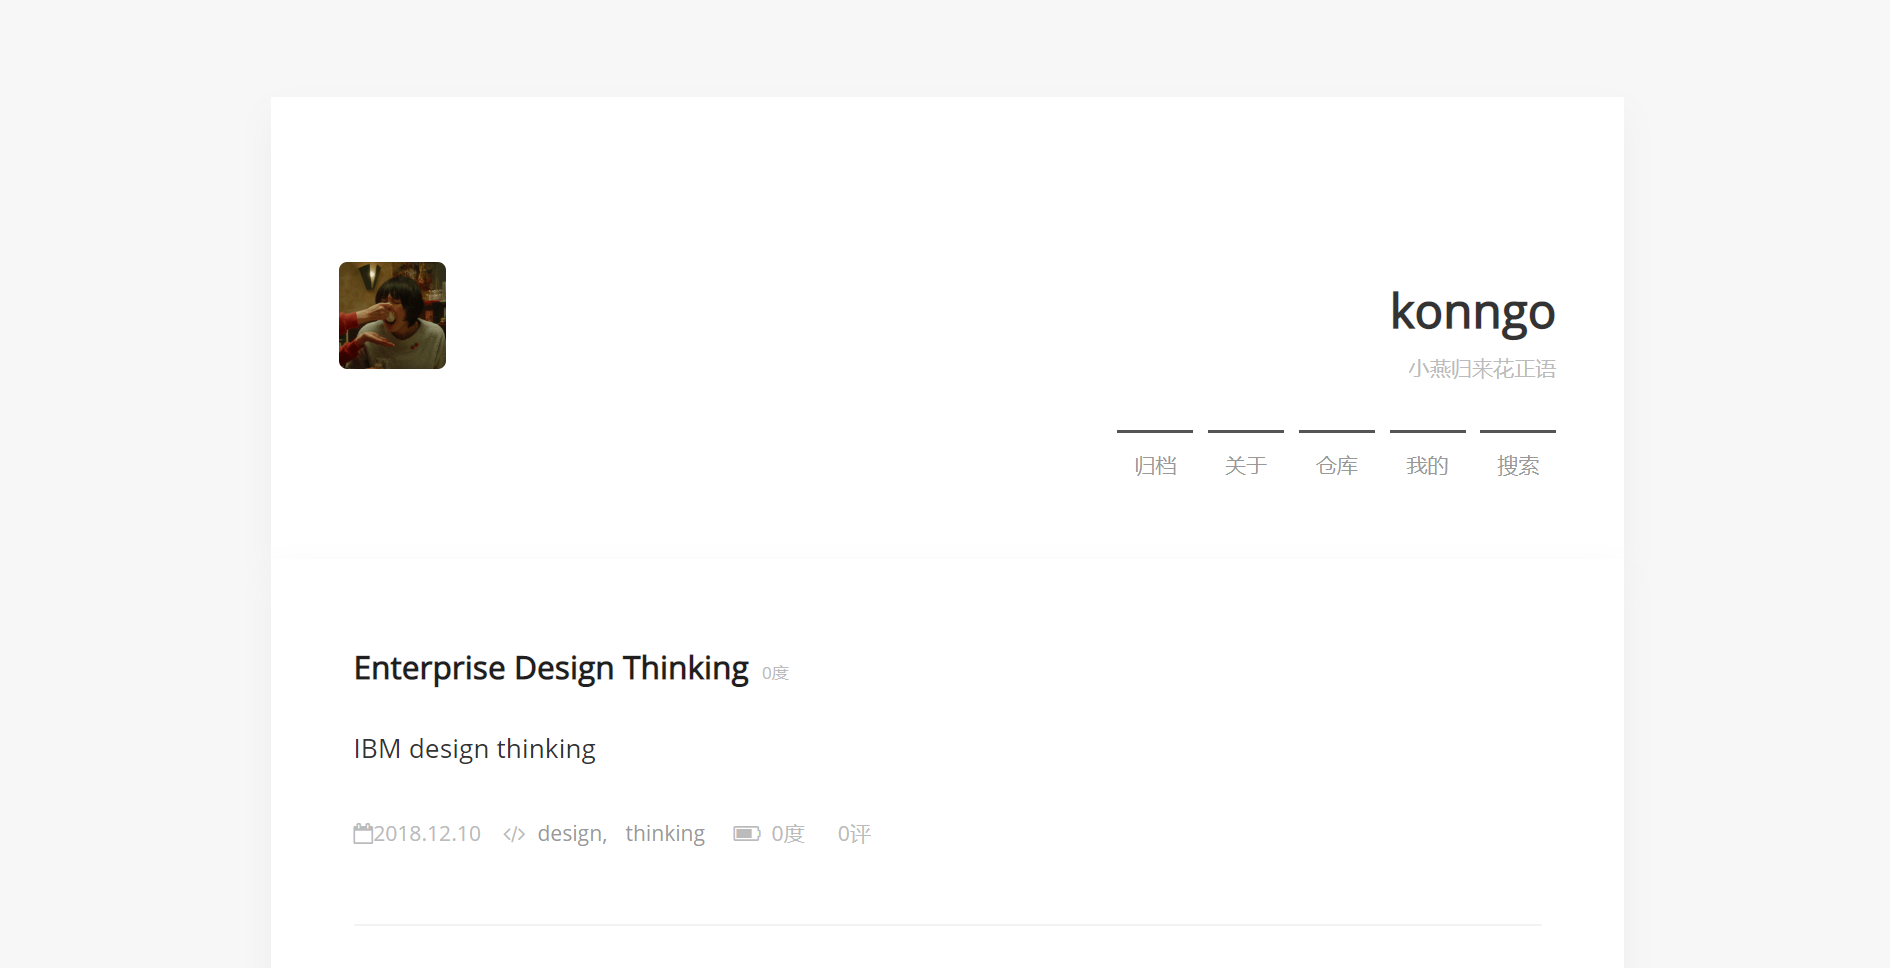 konngo
小燕归来花正语
归档 关于 仓库 我的 搜索
Enterprise Design Thinking 0度
IBM design thinking
2018.12.10 </> design, thinking 0度 0评